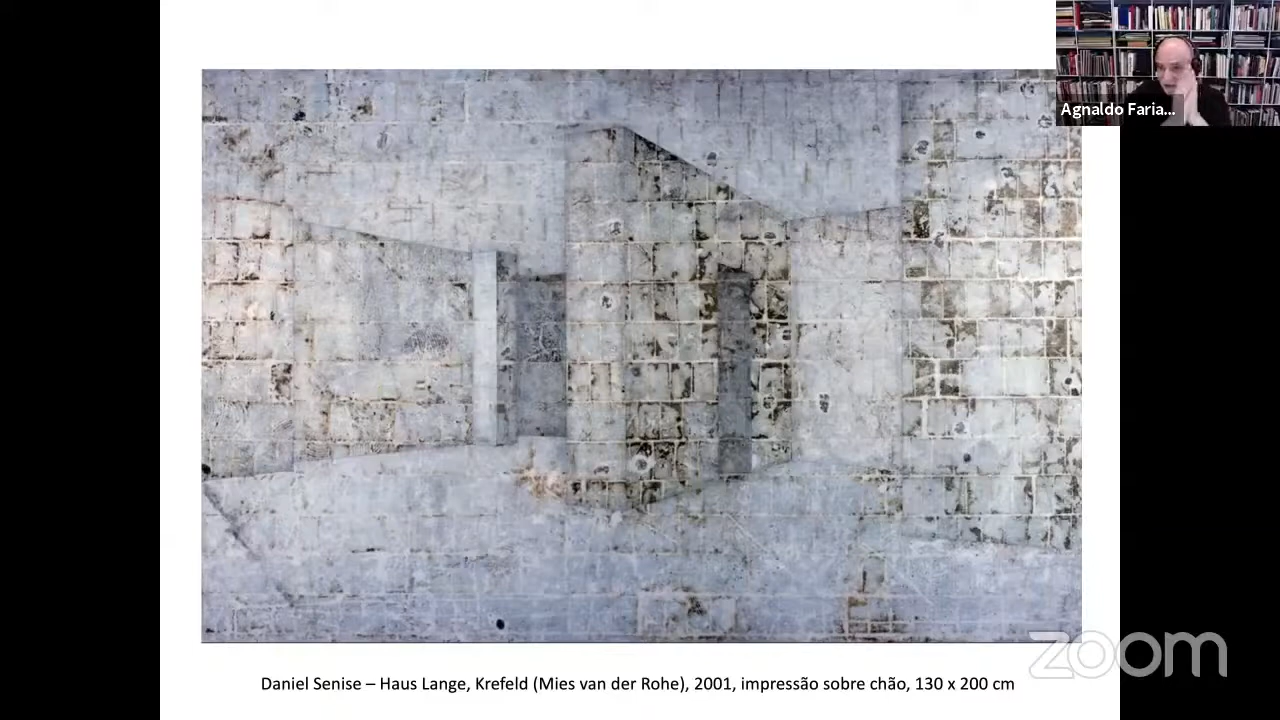 Agnaldo Faria...
zoom
Daniel Senise – Haus Lange, Krefeld (Mies van der Rohe), 2001, impressão sobre chão, 130 x 200 cm